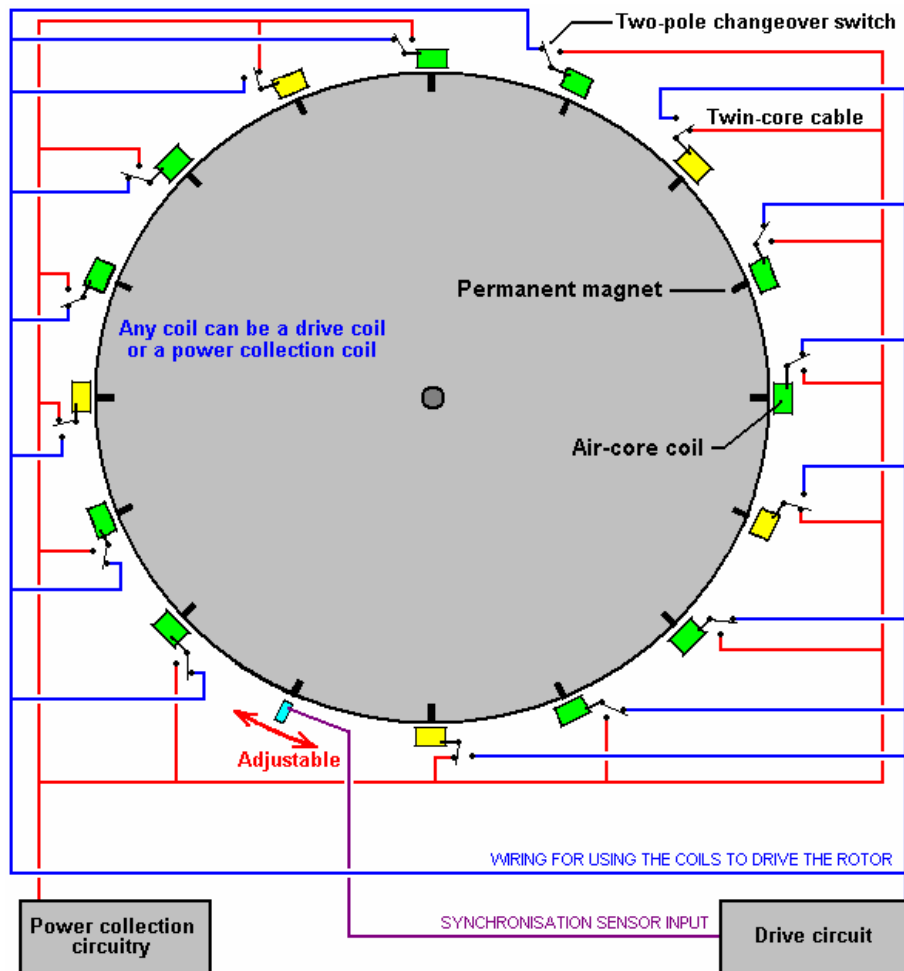 Two-pole changeover switch
Twin-core cable
Permanent magnet
Any coil can be a drive coil
or a power collection coil
Air-core coil
Adjustable
WIRING FOR USING THE COILS TO DRIVE THE ROTOR
Power collection
circuitry
SYNCHRONISATION SENSOR INPUT
Drive circuit